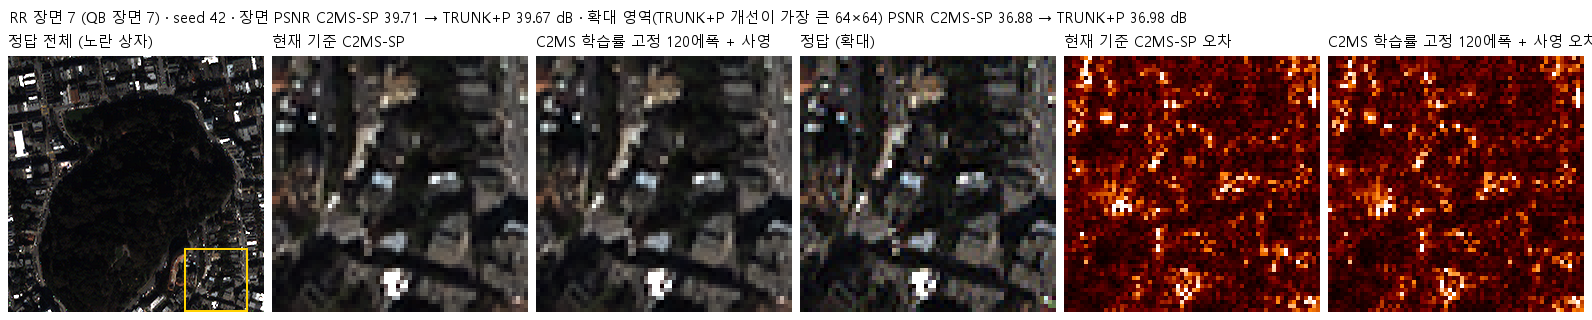 RR 장면 7 (QB 장면 7) · seed 42 · 장면 PSNR C2MS-SP 39.71 → TRUNK+P 39.67 dB · 확대 영역(TRUNK+P 개선이 가장 큰 64×64) PSNR C2MS-SP 36.88 → TRUNK+P 36.98 dB
정답 전체 (노란 상자)
현재 기준 C2MS-SP
C2MS 학습률 고정 120에폭 + 사영
정답 (확대)
현재 기준 C2MS-SP 오차
C2MS 학습률 고정 120에폭 + 사영 오차